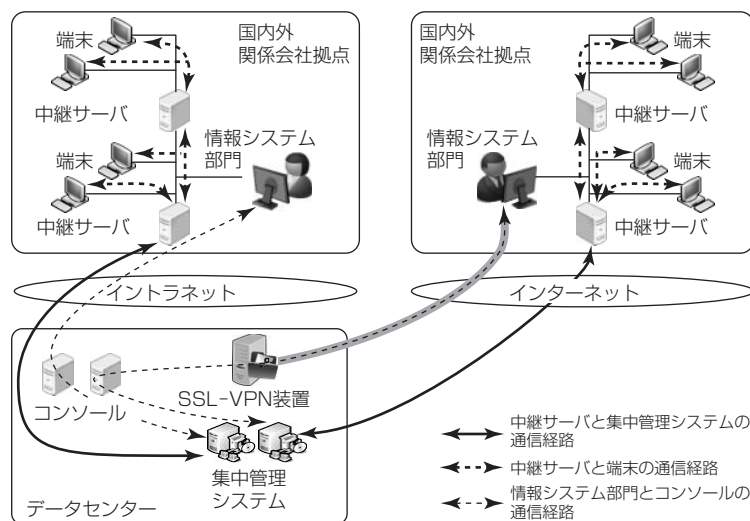 端末
国内外
関係会社拠点
中継サーバ
情報システム
部門
端末
中継サーバ
国内外
関係会社拠点
端末
中継サーバ
情報システム
部門
端末
中継サーバ
イントラネット
インターネット
コンソール
SSL-VPN装置
集中管理
システム
データセンター
中継サーバと集中管理システムの
通信経路
中継サーバと端末の通信経路
情報システム部門とコンソールの
通信経路